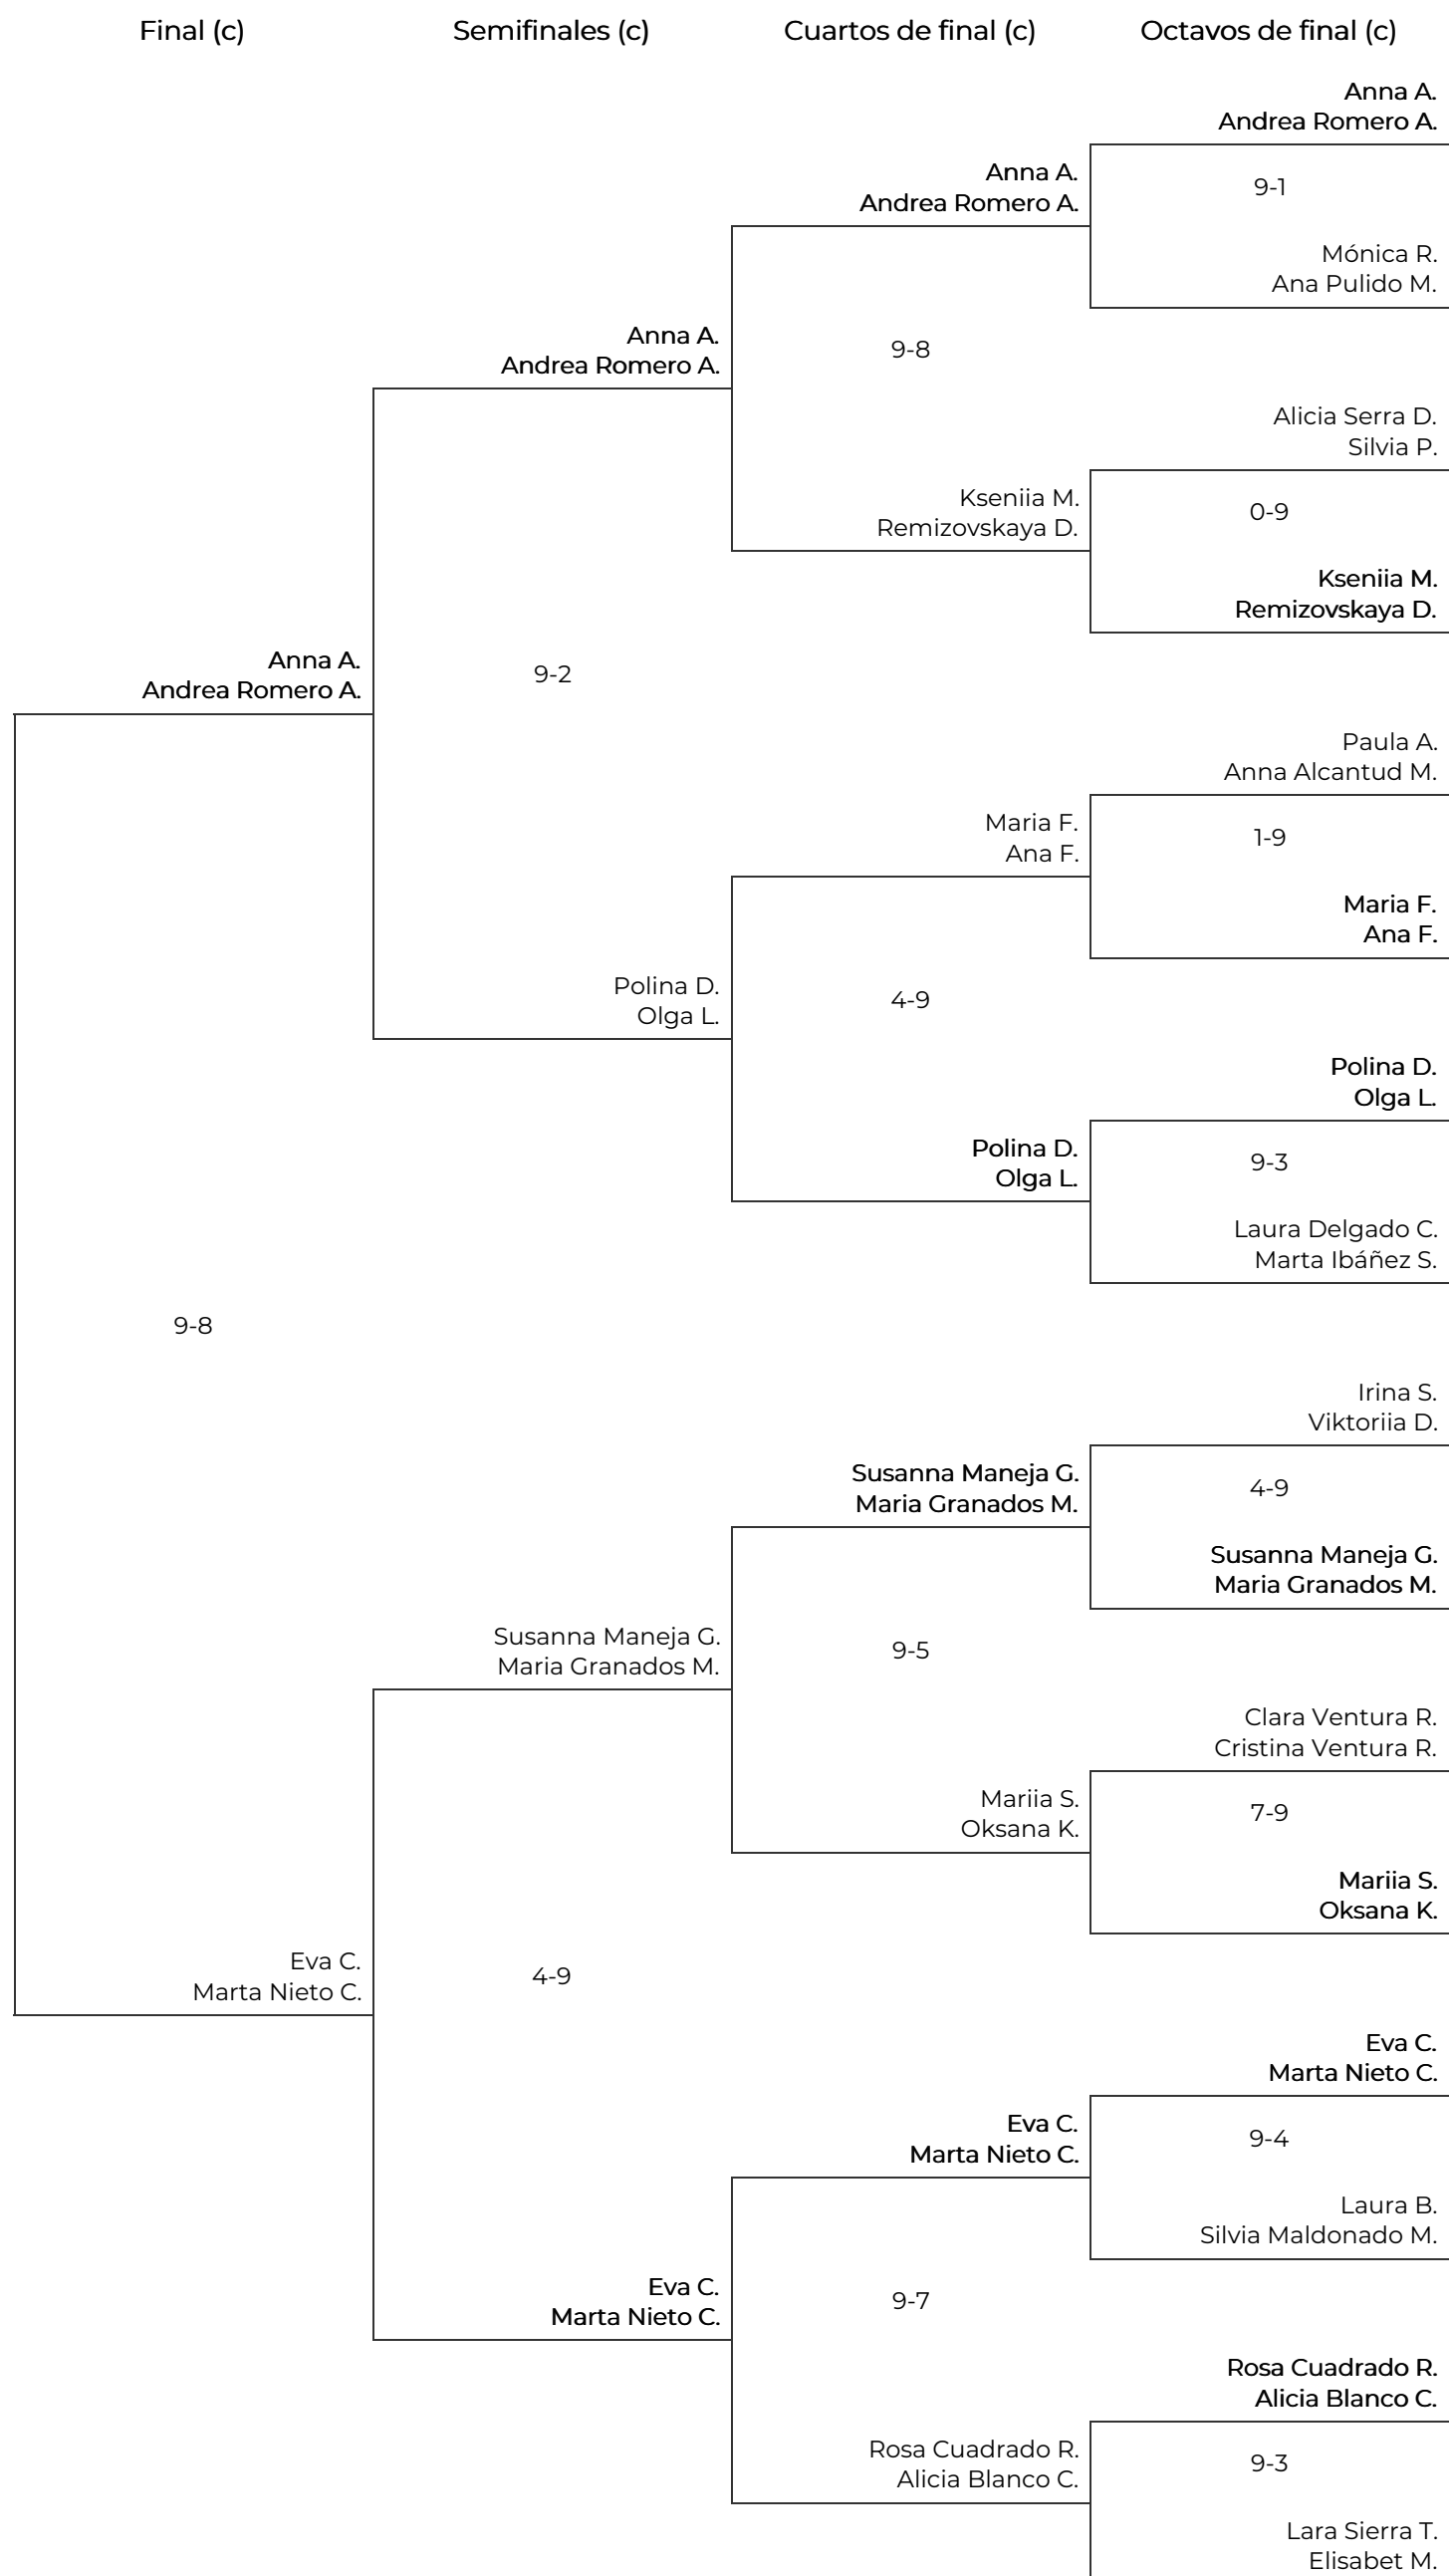 Final (c)
Semifinales (c)
Cuartos de final (c)
Octavos de final (c)
Anna A.
Andrea Romero A.
9-1
Mónica R.
Ana Pulido M.
Anna A.
Andrea Romero A.
9-8
Kseniia M.
Remizovskaya D.
Alicia Serra D.
Silvia P.
0-9
Kseniia M.
Remizovskaya D.
Anna A.
Andrea Romero A.
9-2
Polina D.
Olga L.
Paula A.
Anna Alcantud M.
1-9
Maria F.
Ana F.
Maria F.
Ana F.
4-9
Polina D.
Olga L.
Polina D.
Olga L.
9-3
Laura Delgado C.
Marta Ibáñez S.
Anna A.
Andrea Romero A.
9-8
Eva C.
Marta Nieto C.
Irina S.
Viktoriia D.
4-9
Susanna Maneja G.
Maria Granados M.
Susanna Maneja G.
Maria Granados M.
9-5
Mariia S.
Oksana K.
Clara Ventura R.
Cristina Ventura R.
7-9
Mariia S.
Oksana K.
Susanna Maneja G.
Maria Granados M.
4-9
Eva C.
Marta Nieto C.
Eva C.
Marta Nieto C.
9-4
Laura B.
Silvia Maldonado M.
Eva C.
Marta Nieto C.
9-7
Rosa Cuadrado R.
Alicia Blanco C.
Rosa Cuadrado R.
Alicia Blanco C.
9-3
Lara Sierra T.
Elisabet M.